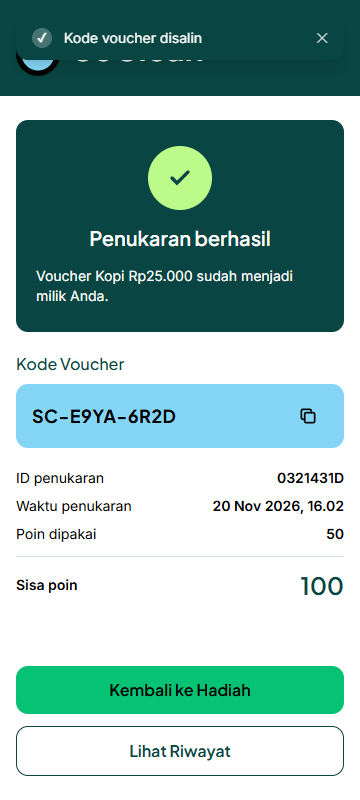 Kode voucher disalin
Penukaran berhasil
Voucher Kopi Rp25.000 sudah menjadi
milik Anda.
Kode Voucher
SC-E9YA-6R2D
ID penukaran 0321431D
Waktu penukaran 20 Nov 2026, 16.02
Poin dipakai 50
Sisa poin 100
Kembali ke Hadiah
Lihat Riwayat